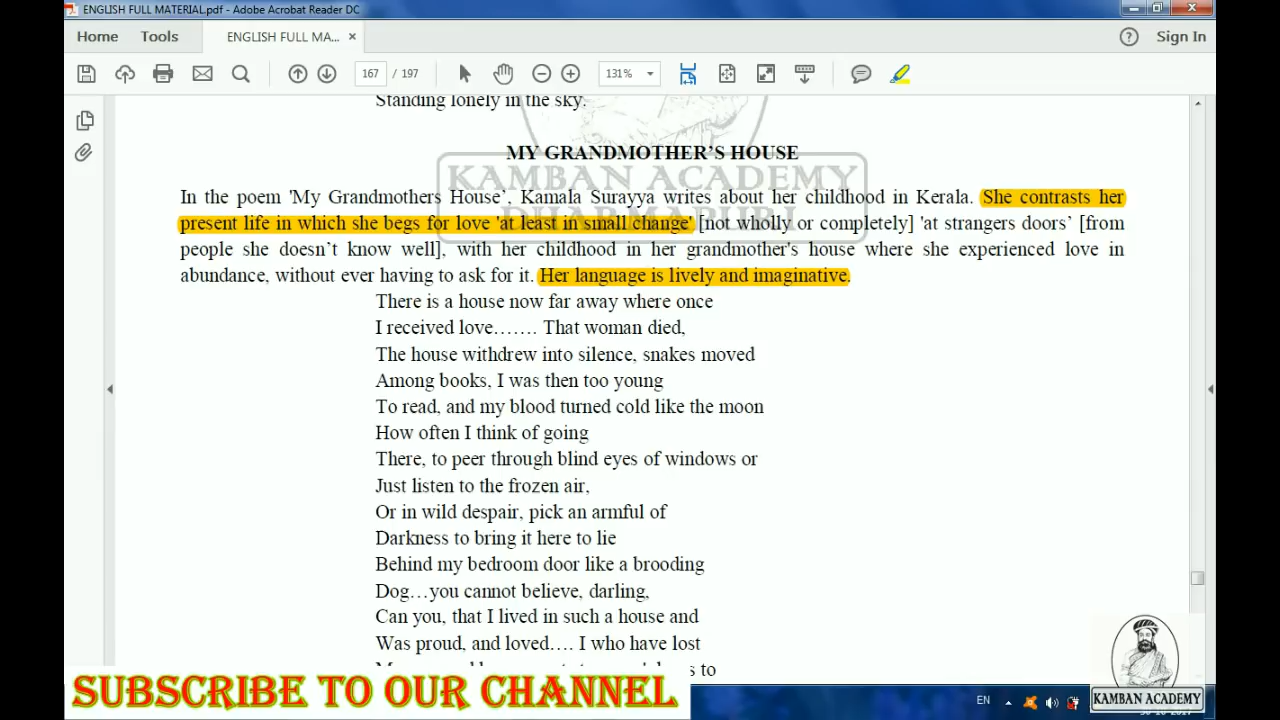 ENGLISH FULL MATERIAL.pdf - Adobe Acrobat Reader DC
Home Tools ENGLISH FULL MA... × Sign In
167 / 197 131%
Standing lonely in the sky.
MY GRANDMOTHER'S HOUSE
KAMBAN ACADEMY
DHARMAPURI
In the poem 'My Grandmothers House', Kamala Surayya writes about her childhood in Kerala. She contrasts her
present life in which she begs for love 'at least in small change' [not wholly or completely] 'at strangers doors' [from
people she doesn't know well], with her childhood in her grandmother's house where she experienced love in
abundance, without ever having to ask for it. Her language is lively and imaginative.
There is a house now far away where once
I received love……. That woman died,
The house withdrew into silence, snakes moved
Among books, I was then too young
To read, and my blood turned cold like the moon
How often I think of going
There, to peer through blind eyes of windows or
Just listen to the frozen air,
Or in wild despair, pick an armful of
Darkness to bring it here to lie
Behind my bedroom door like a brooding
Dog…you cannot believe, darling,
Can you, that I lived in such a house and
Was proud, and loved…. I who have lost
to
SUBSCRIBE TO OUR CHANNEL
EN
KAMBAN ACADEMY